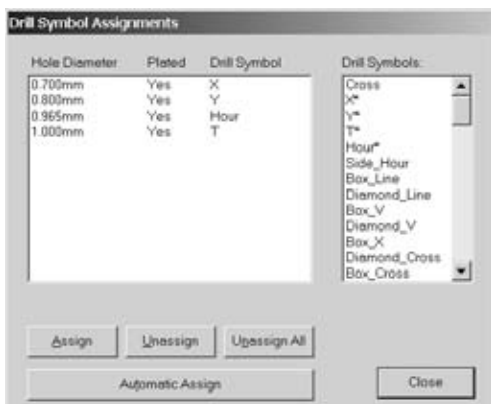 Drill Symbol Assignments
Hole Diameter Plated Drill Symbol
0.700mm Yes X
0.800mm Yes Y
0.965mm Yes Hour
1.000mm Yes T
Drill Symbols:
Cross
X*
Y*
T*
Hour*
Side_Hour
Box_Line
Diamond_Line
Box_V
Diamond_V
Box_X
Diamond_Cross
Box_Cross
Assign Unassign Unassign All
Automatic Assign
Close